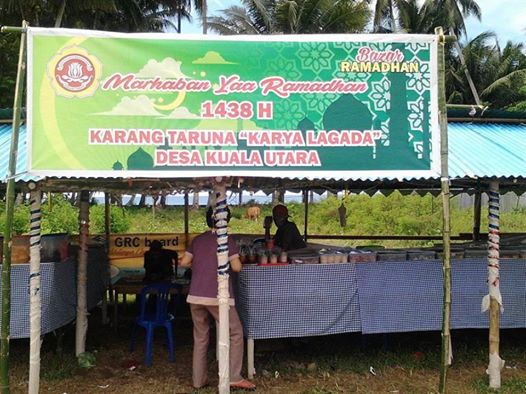 Bazar
RAMADHAN
Marhaban Yaa Ramadhan
1438 H
KARANG TARUNA "KARYA LAGADA"
DESA KUALA UTARA
GRC board